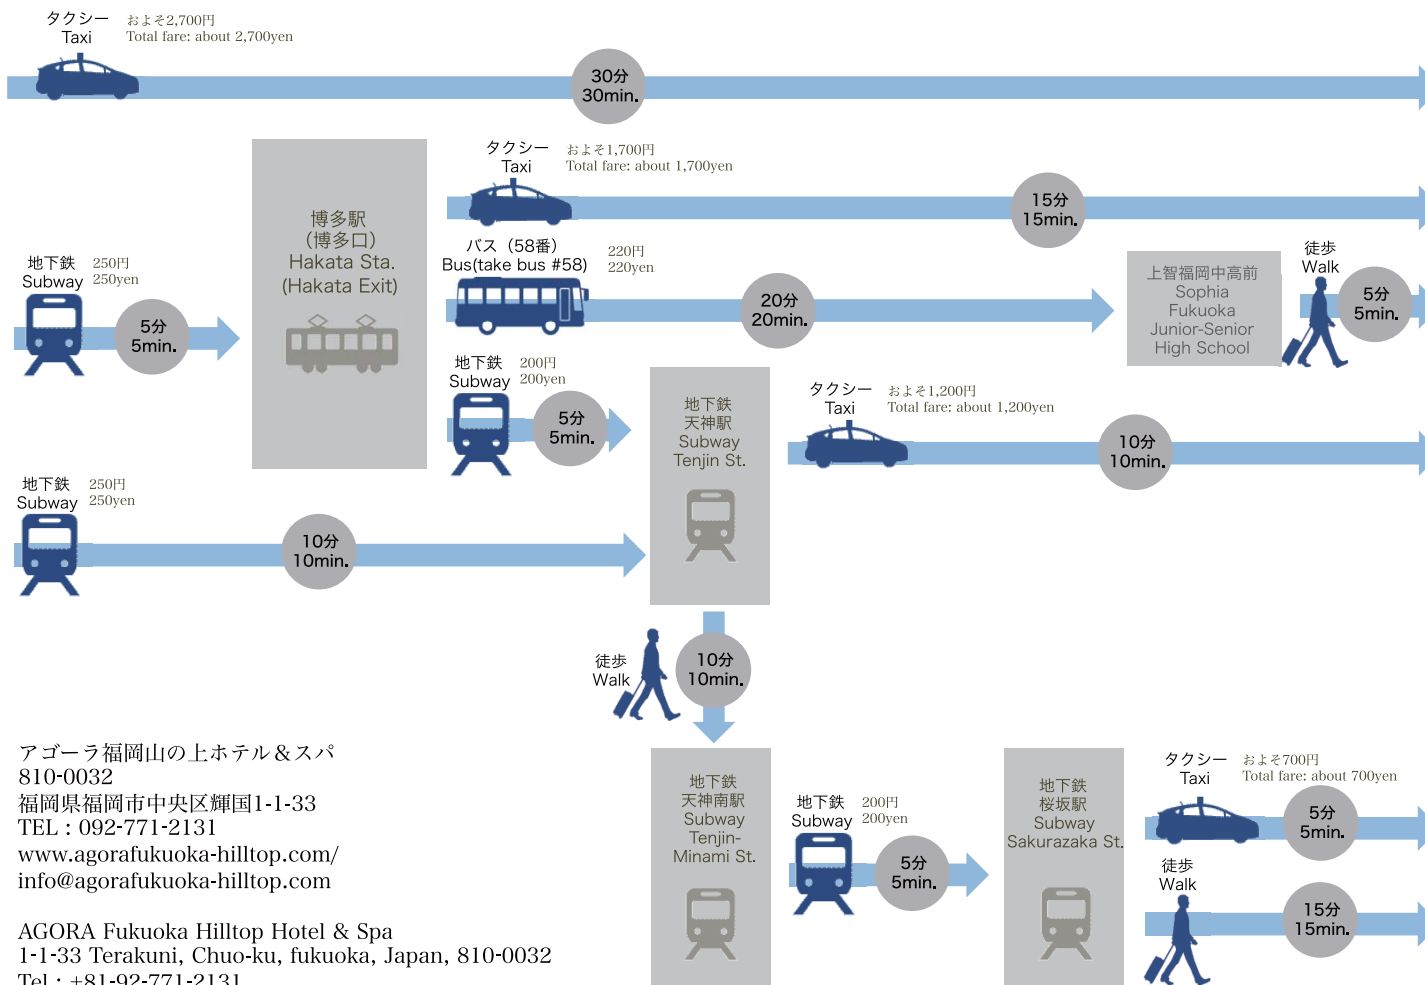 タクシー
Taxi
およそ2,700円
Total fare: about 2,700yen
30分
30min.
地下鉄
Subway
250円
250yen
5分
5min.
博多駅
(博多口)
Hakata Sta.
(Hakata Exit)
タクシー
Taxi
およそ1,700円
Total fare: about 1,700yen
15分
15min.
バス（58番）
Bus(take bus #58)
220円
220yen
20分
20min.
上智福岡中高前
Sophia
Fukuoka
Junior-Senior
High School
徒歩
Walk
5分
5min.
地下鉄
Subway
200円
200yen
5分
5min.
地下鉄
天神駅
Subway
Tenjin St.
タクシー
Taxi
およそ1,200円
Total fare: about 1,200yen
10分
10min.
地下鉄
Subway
250円
250yen
10分
10min.
徒歩
Walk
10分
10min.
地下鉄
天神南駅
Subway
Tenjin-
Minami St.
地下鉄
Subway
200円
200yen
5分
5min.
地下鉄
桜坂駅
Subway
Sakurazaka St.
タクシー
Taxi
およそ700円
Total fare: about 700yen
5分
5min.
徒歩
Walk
15分
15min.
アゴーラ福岡山の上ホテル＆スパ
810-0032
福岡県福岡市中央区輝国1-1-33
TEL : 092-771-2131
www.agorafukuoka-hilltop.com/
info@agorafukuoka-hilltop.com
AGORA Fukuoka Hilltop Hotel & Spa
1-1-33 Terakuni, Chuo-ku, fukuoka, Japan, 810-0032
Tel : +81-92-771-2131